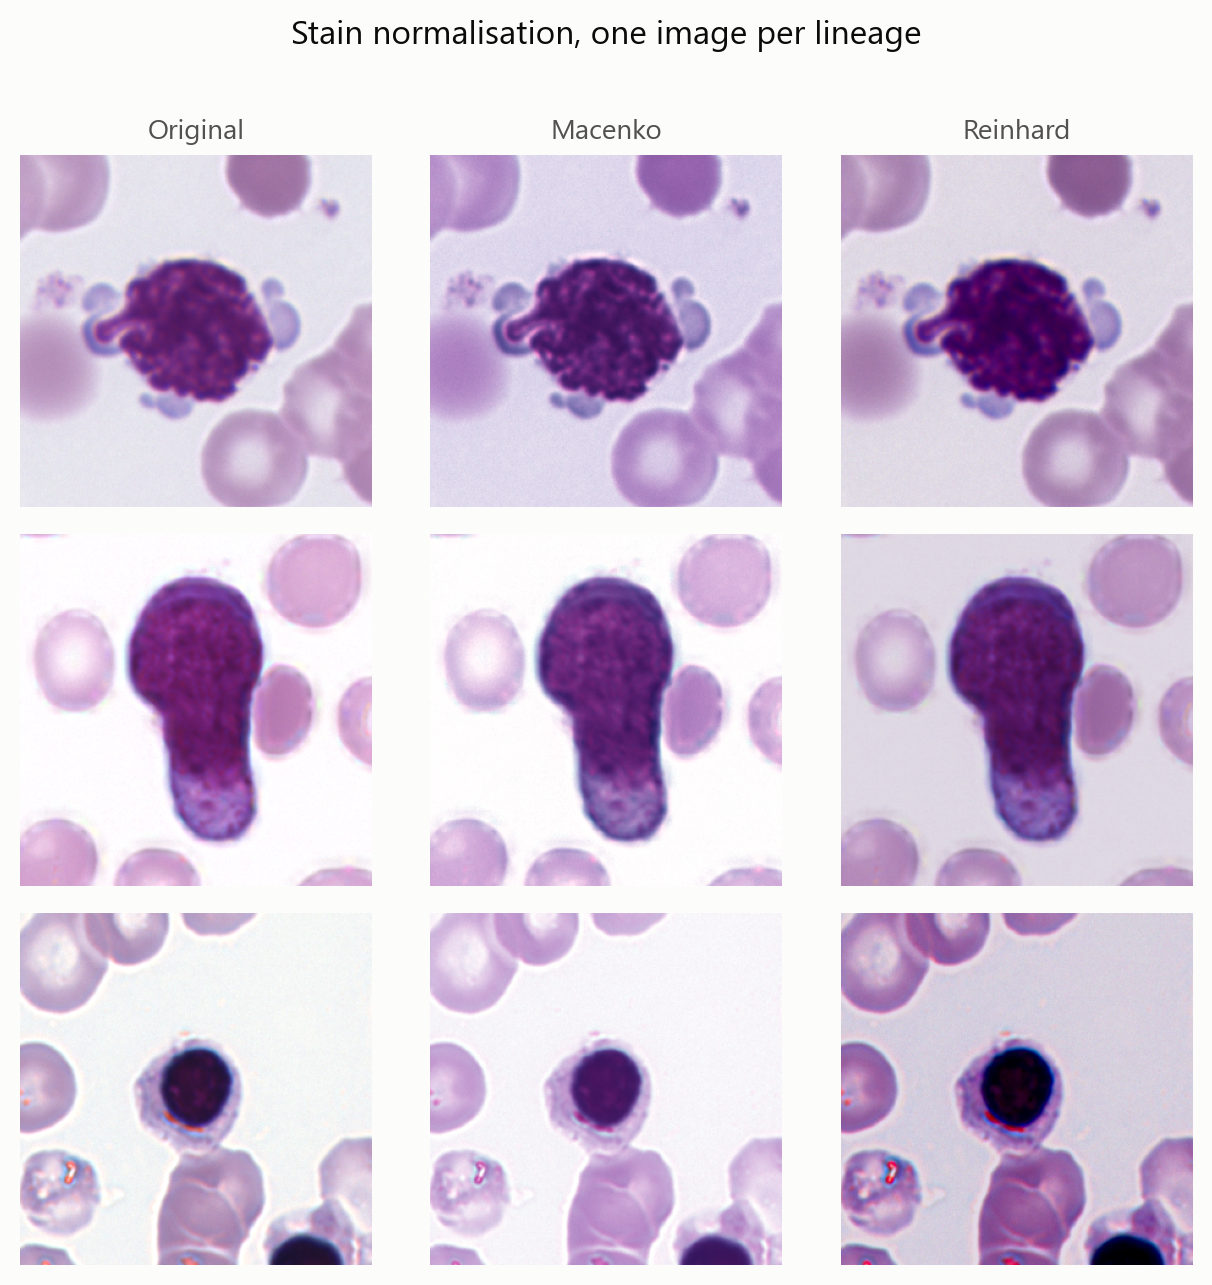 Stain normalisation, one image per lineage
Original
Macenko
Reinhard